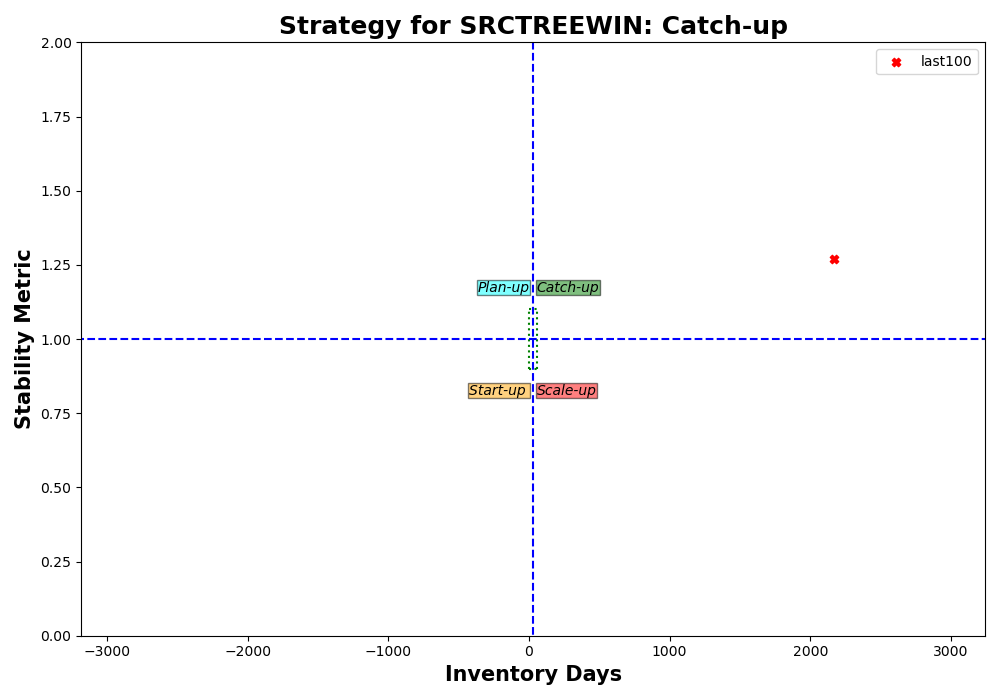 Strategy for SRCTREEWIN: Catch-up
last100
2.00
1.75
1.50
1.25
1.00
0.75
0.50
0.25
0.00
Stability Metric
Plan-up
Catch-up
Start-up
Scale-up
−3000
−2000
−1000
0
1000
2000
3000
Inventory Days